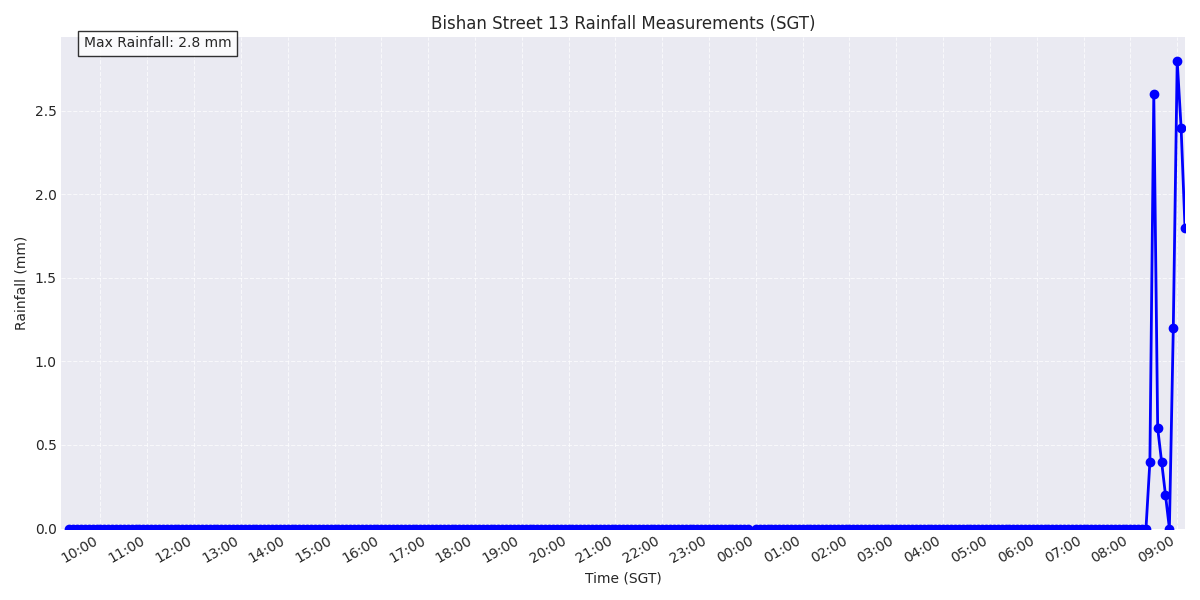 Bishan Street 13 Rainfall Measurements (SGT)
Max Rainfall: 2.8 mm
Rainfall (mm)
2.5
2.0
1.5
1.0
0.5
0.0
10:00 11:00 12:00 13:00 14:00 15:00 16:00 17:00 18:00 19:00 20:00 21:00 22:00 23:00 00:00 01:00 02:00 03:00 04:00 05:00 06:00 07:00 08:00 09:00
Time (SGT)